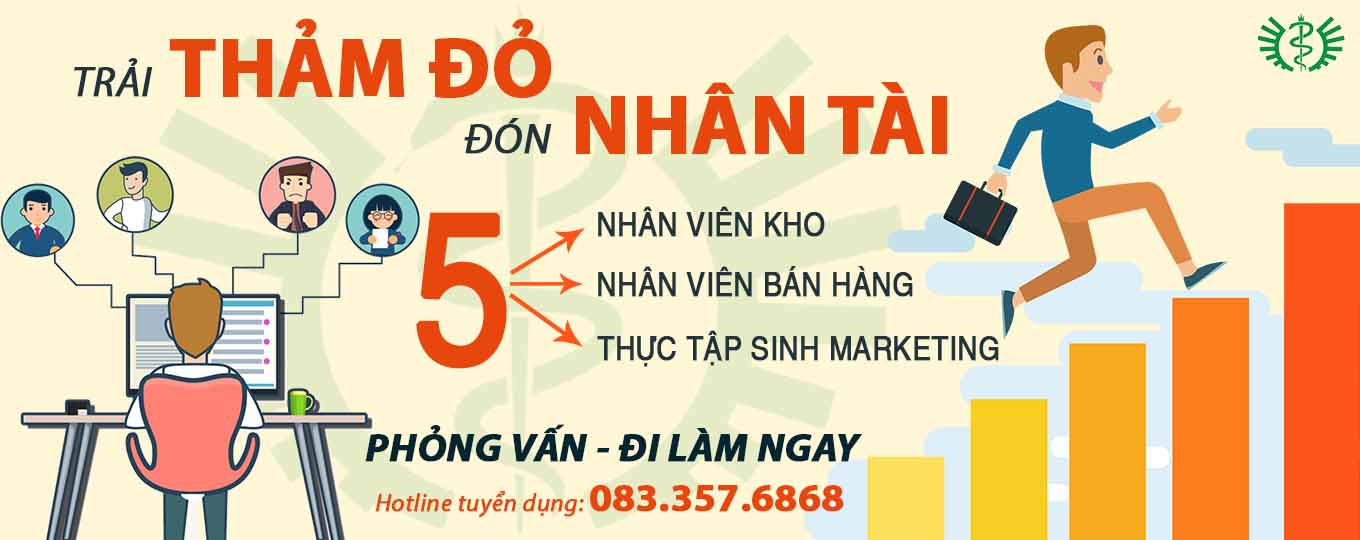 TRẢI THẢM ĐỎ
ĐÓN NHÂN TÀI
5
NHÂN VIÊN KHO
NHÂN VIÊN BÁN HÀNG
THỰC TẬP SINH MARKETING
PHỎNG VẤN - ĐI LÀM NGAY
Hotline tuyển dụng: 083.357.6868